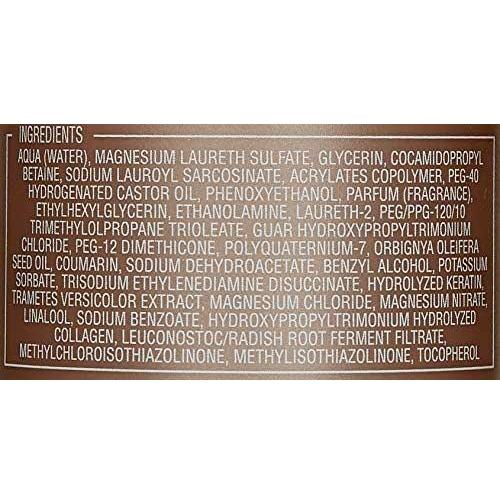 INGREDIENTS
AQUA (WATER), MAGNESIUM LAURETH SULFATE, GLYCERIN, COCAMIDOPROPYL
BETAINE, SODIUM LAUROYL SARCOSINATE, ACRYLATES COPOLYMER, PEG-40
HYDROGENATED CASTOR OIL, PHENOXYETHANOL, PARFUM (FRAGRANCE),
ETHYLHEXYLGLYCERIN, ETHANOLAMINE, LAURETH-2, PEG/PPG-120/10
TRIMETHYLOLPROPANE TRIOLEATE, GUAR HYDROXYPROPYLTRIMONIUM
CHLORIDE, PEG-12 DIMETHICONE, POLYQUATERNIUM-7, ORBIGNYA OLEIFERA
SEED OIL, COUMARIN, SODIUM DEHYDROACETATE, BENZYL ALCOHOL, POTASSIUM
SORBATE, TRISODIUM ETHYLENEDIAMINE DISUCCINATE, HYDROLYZED KERATIN,
TRAMETES VERSICOLOR EXTRACT, MAGNESIUM CHLORIDE, MAGNESIUM NITRATE,
LINALOOL, SODIUM BENZOATE, HYDROXYPROPYLTRIMONIUM HYDROLYZED
COLLAGEN, LEUCONOSTOC/RADISH ROOT FERMENT FILTRATE,
METHYLCHLOROISOTHIAZOLINONE, METHYLISOTHIAZOLINONE, TOCOPHEROL